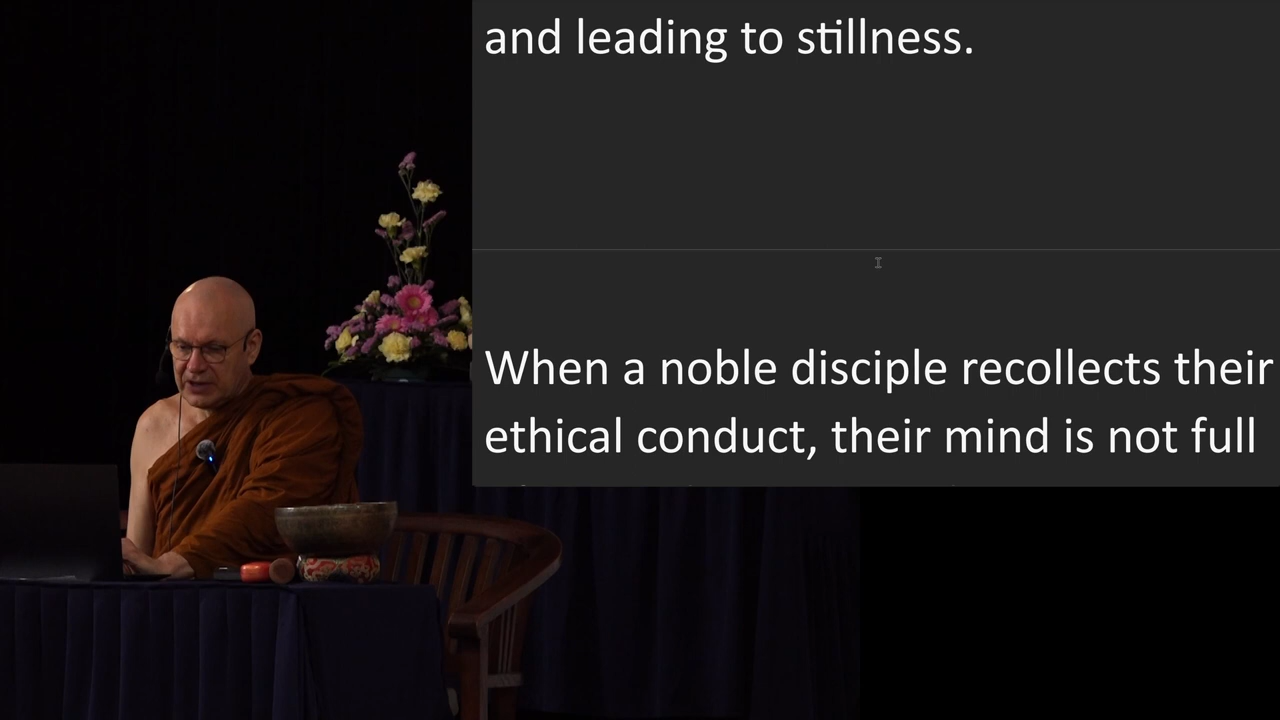 and leading to stillness.
When a noble disciple recollects their
ethical conduct, their mind is not full